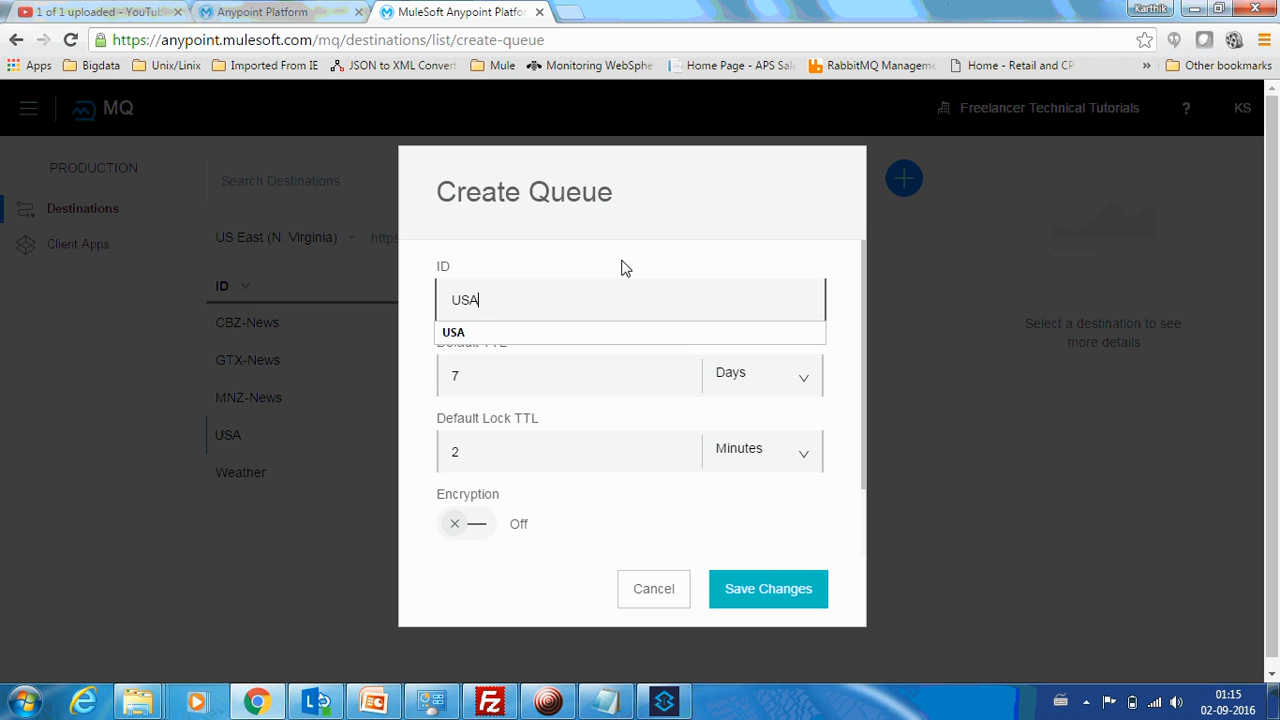 1 of 1 uploaded - YouTube
Anypoint Platform
MuleSoft Anypoint Platfor
Karthik
https://anypoint.mulesoft.com/mq/destinations/list/create-queue
Apps
Bigdata
Unix/Linix
Imported From IE
JSON to XML Convert
Mule
Monitoring WebSphe
Home Page - APS Sale
RabbitMQ Manageme
Home - Retail and CP
»
Other bookmarks
MQ
Freelancer Technical Tutorials
?
KS
PRODUCTION
Destinations
Client Apps
Search Destinations
US East (N. Virginia)
https
ID
CBZ-News
GTX-News
MNZ-News
USA
Weather
Create Queue
ID
USA
USA
Default TTL
7
Days
Default Lock TTL
2
Minutes
Encryption
Off
Cancel
Save Changes
Select a destination to see
more details
01:15
02-09-2016